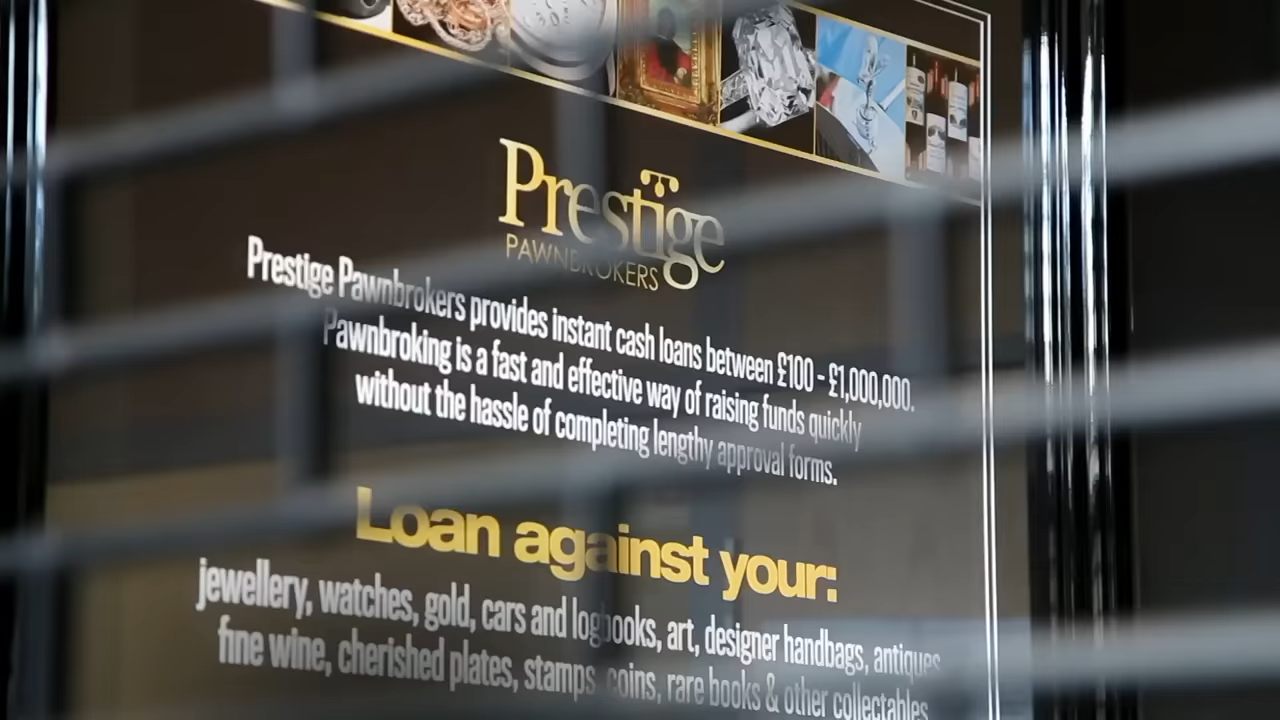 Prestige
PAWNBROKERS
Prestige Pawnbrokers provides instant cash loans between £100 - £1,000,000.
Pawnbroking is a fast and effective way of raising funds quickly
without the hassle of completing lengthy approval forms.
Loan against your:
jewellery, watches, gold, cars and logbooks, art, designer handbags, antiques
fine wine, cherished plates, stamps, coins, rare books & other collectables